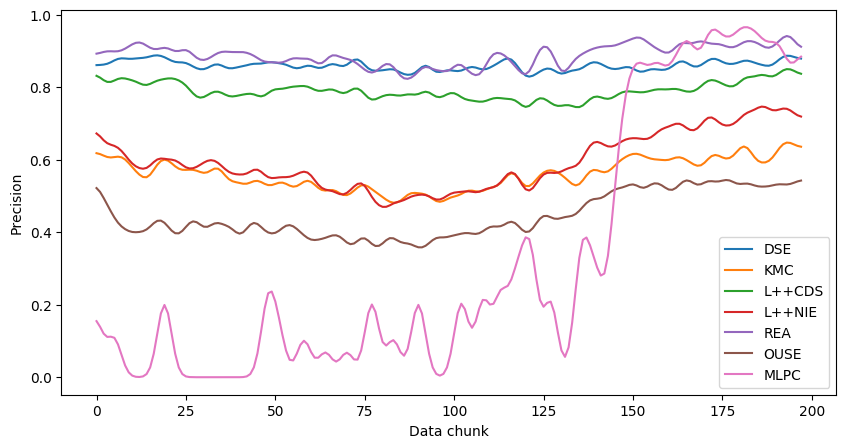 Precision
1.0
0.8
0.6
0.4
0.2
0.0
0
25
50
75
100
125
150
175
200
Data chunk
DSE
KMC
L++CDS
L++NIE
REA
OUSE
MLPC